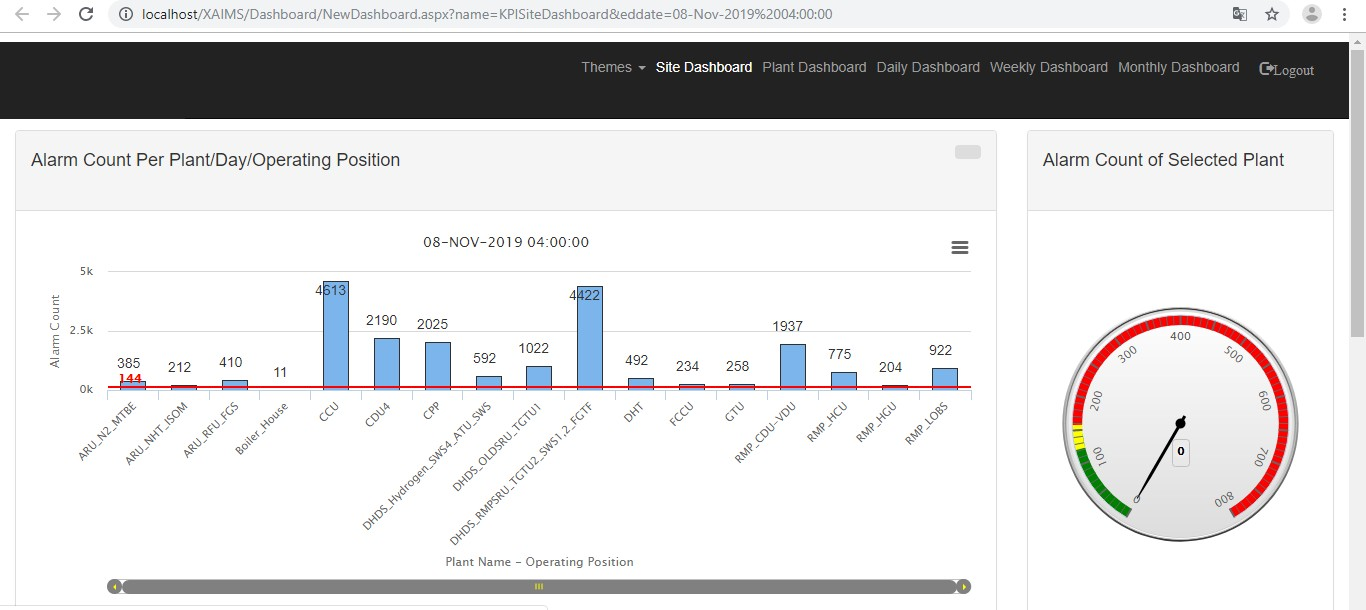 localhost/XAIMS/Dashboard/NewDashboard.aspx?name=KPISiteDashboard&eddate=08-Nov-2019%2004:00:00
Themes Site Dashboard Plant Dashboard Daily Dashboard Weekly Dashboard Monthly Dashboard Logout
Alarm Count Per Plant/Day/Operating Position
Alarm Count of Selected Plant
08-NOV-2019 04:00:00
Alarm Count
5k
2.5k
0k
385
144
212
410
11
4613
2190
2025
592
1022
4422
492
234
258
1937
775
204
922
ARU_N2_MTBE
ARU_NHT_ISOM
ARU_RFU_FGS
Boiler_House
CCU
CDU4
CPP
DHDS_Hydrogen_SWS4_ATU_SWS
DHDS_OLDSRU_TGTU1
DHDS_RMPSRU_TGTU2_SWS1,2_FGTF
DHT
FCCU
GTU
RMP_CDU-VDU
RMP_HCU
RMP_HGU
RMP_LOBS
Plant Name - Operating Position
0
100
200
300
400
500
600
700
800
0